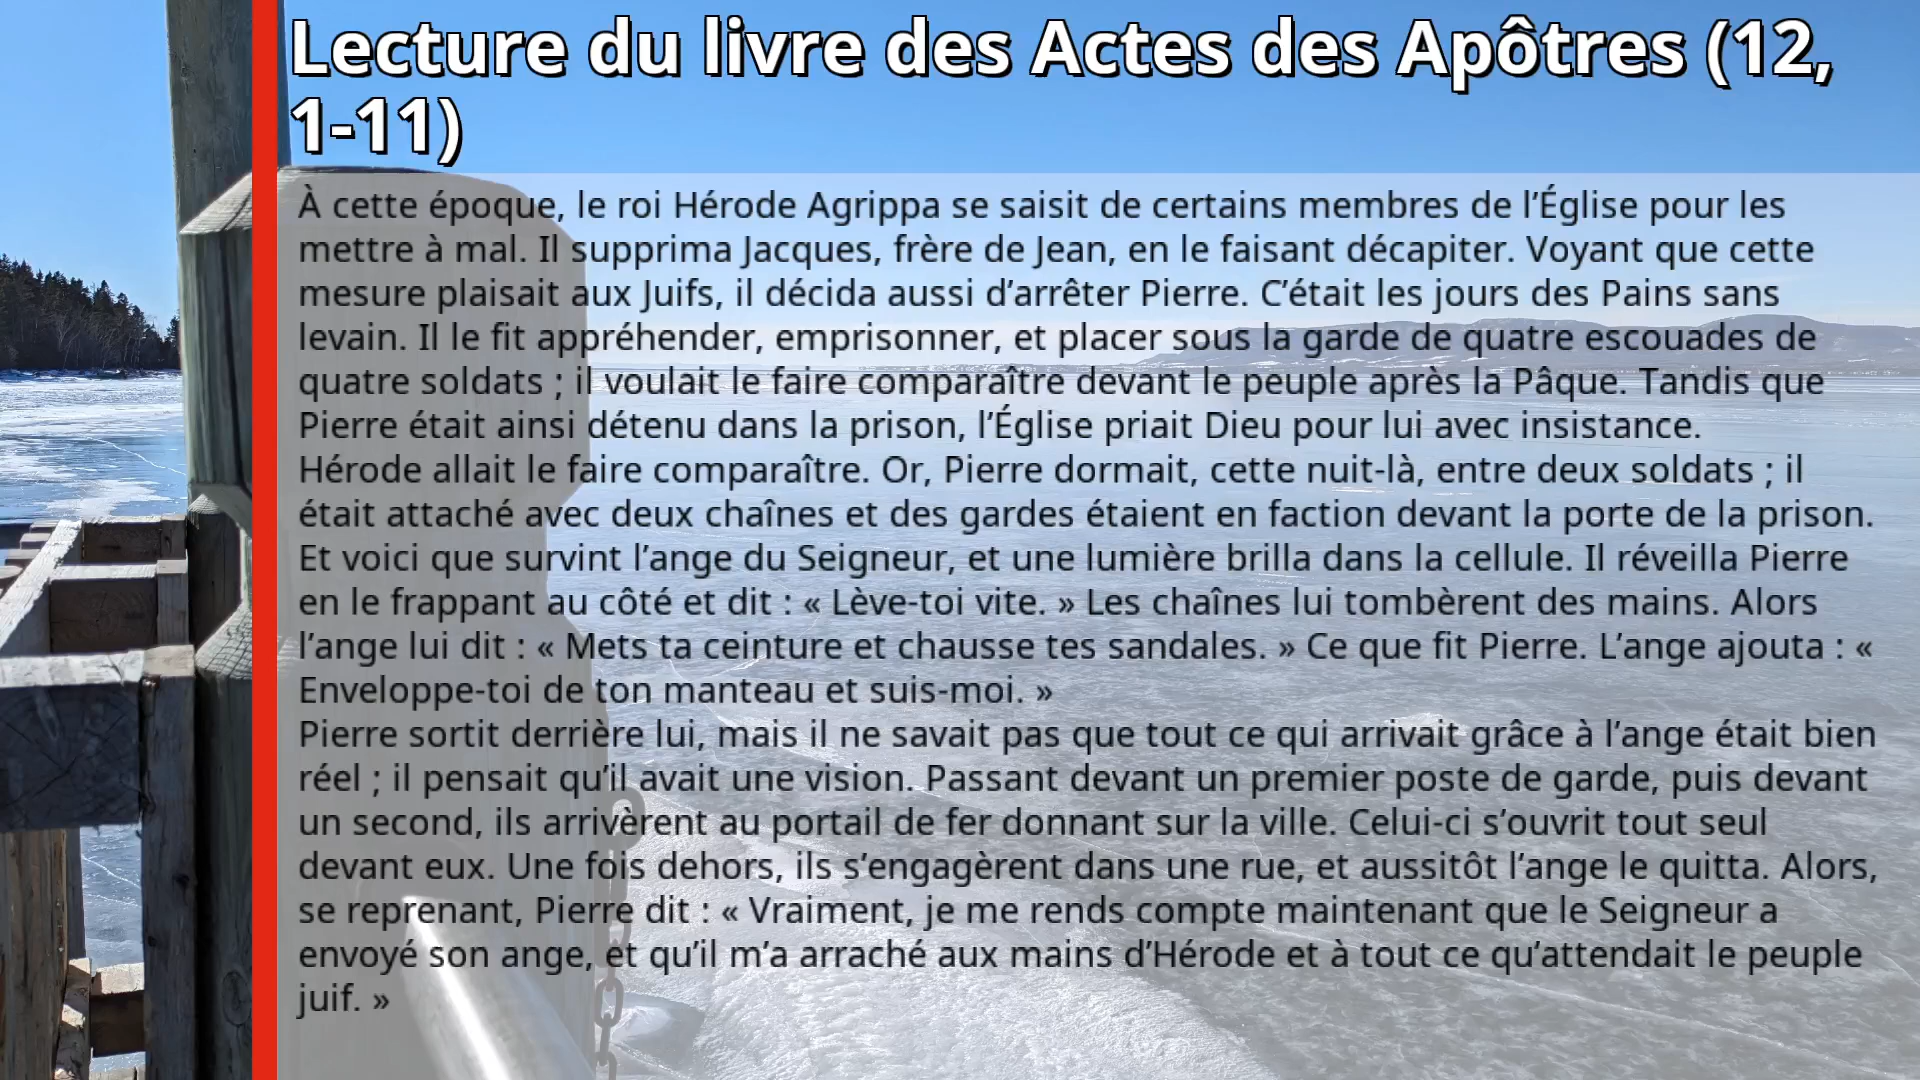 Lecture du livre des Actes des Apôtres (12,
1-11)
À cette époque, le roi Hérode Agrippa se saisit de certains membres de l’Église pour les
mettre à mal. Il supprima Jacques, frère de Jean, en le faisant décapiter. Voyant que cette
mesure plaisait aux Juifs, il décida aussi d’arrêter Pierre. C’était les jours des Pains sans
levain. Il le fit appréhender, emprisonner, et placer sous la garde de quatre escouades de
quatre soldats ; il voulait le faire comparaître devant le peuple après la Pâque. Tandis que
Pierre était ainsi détenu dans la prison, l’Église priait Dieu pour lui avec insistance.
Hérode allait le faire comparaître. Or, Pierre dormait, cette nuit-là, entre deux soldats ; il
était attaché avec deux chaînes et des gardes étaient en faction devant la porte de la prison.
Et voici que survint l’ange du Seigneur, et une lumière brilla dans la cellule. Il réveilla Pierre
en le frappant au côté et dit : « Lève-toi vite. » Les chaînes lui tombèrent des mains. Alors
l’ange lui dit : « Mets ta ceinture et chausse tes sandales. » Ce que fit Pierre. L’ange ajouta : «
Enveloppe-toi de ton manteau et suis-moi. »
Pierre sortit derrière lui, mais il ne savait pas que tout ce qui arrivait grâce à l’ange était bien
réel ; il pensait qu’il avait une vision. Passant devant un premier poste de garde, puis devant
un second, ils arrivèrent au portail de fer donnant sur la ville. Celui-ci s’ouvrit tout seul
devant eux. Une fois dehors, ils s’engagèrent dans une rue, et aussitôt l’ange le quitta. Alors,
se reprenant, Pierre dit : « Vraiment, je me rends compte maintenant que le Seigneur a
envoyé son ange, et qu’il m’a arraché aux mains d’Hérode et à tout ce qu’attendait le peuple
juif. »